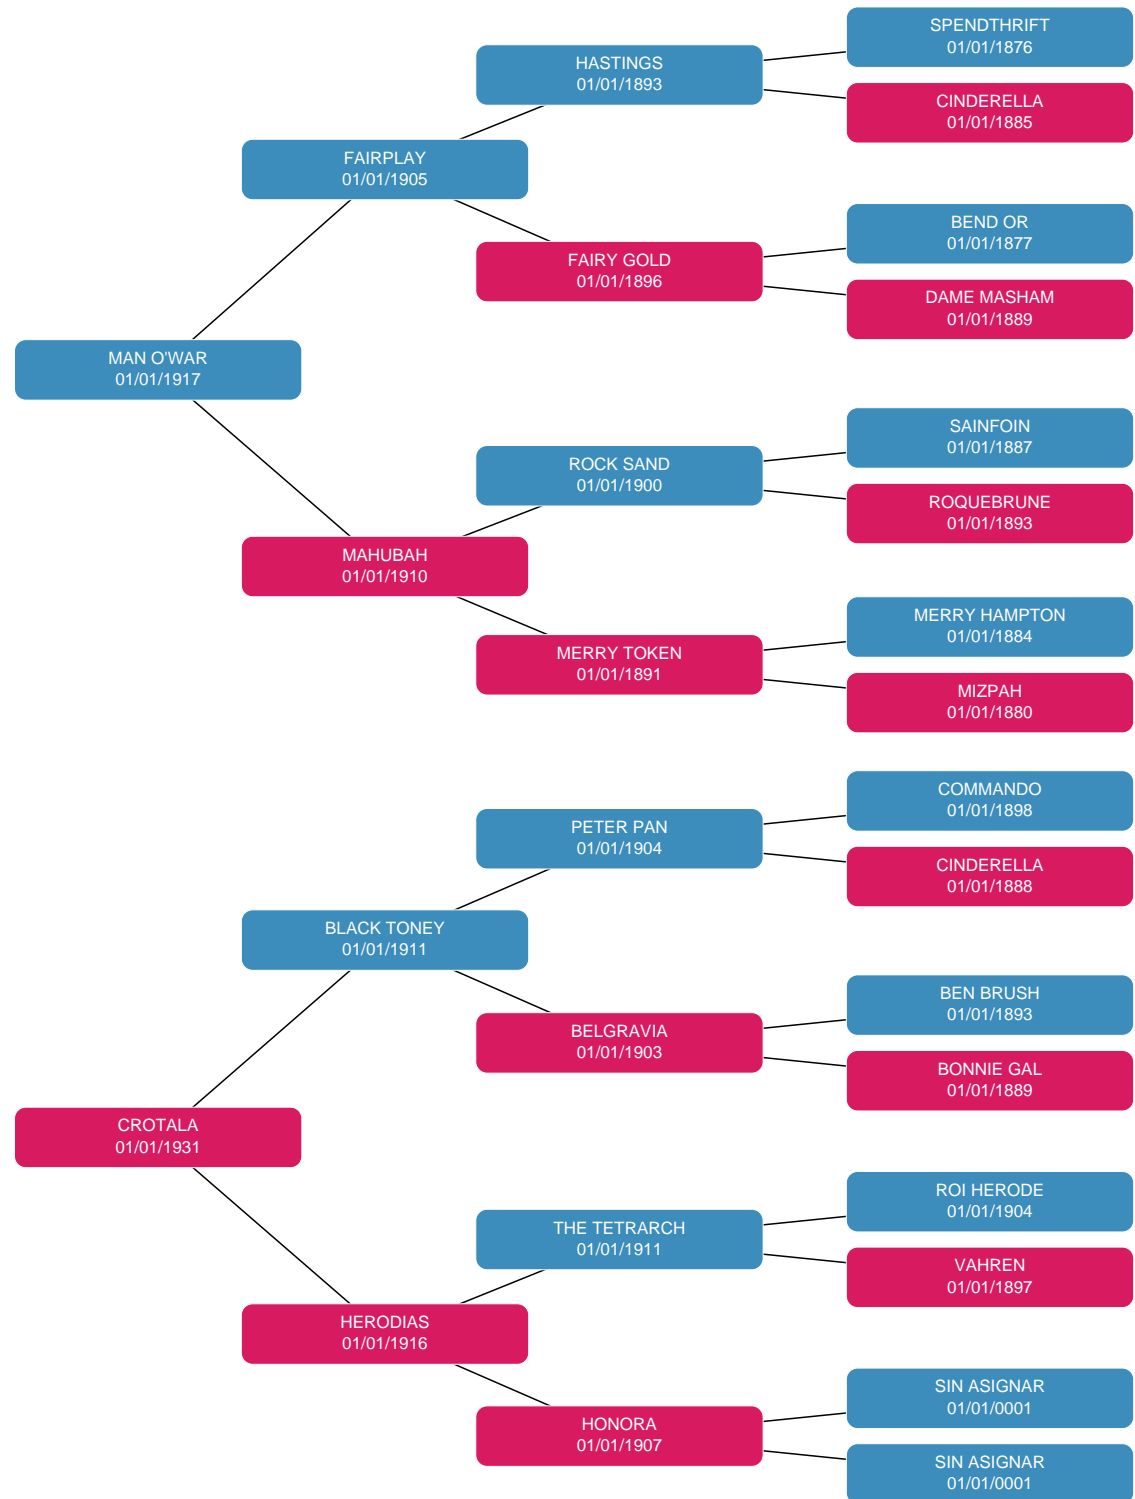 SPENDTHRIFT
01/01/1876
HASTINGS
01/01/1893
CINDERELLA
01/01/1885
FAIRPLAY
01/01/1905
BEND OR
01/01/1877
FAIRY GOLD
01/01/1896
DAME MASHAM
01/01/1889
MAN O'WAR
01/01/1917
SAINFOIN
01/01/1887
ROCK SAND
01/01/1900
ROQUEBRUNE
01/01/1893
MAHUBAH
01/01/1910
MERRY HAMPTON
01/01/1884
MERRY TOKEN
01/01/1891
MIZPAH
01/01/1880
COMMANDO
01/01/1898
PETER PAN
01/01/1904
CINDERELLA
01/01/1888
BLACK TONEY
01/01/1911
BEN BRUSH
01/01/1893
BELGRAVIA
01/01/1903
BONNIE GAL
01/01/1889
CROTALA
01/01/1931
ROI HERODE
01/01/1904
THE TETRARCH
01/01/1911
VAHREN
01/01/1897
HERODIAS
01/01/1916
SIN ASIGNAR
01/01/0001
HONORA
01/01/1907
SIN ASIGNAR
01/01/0001